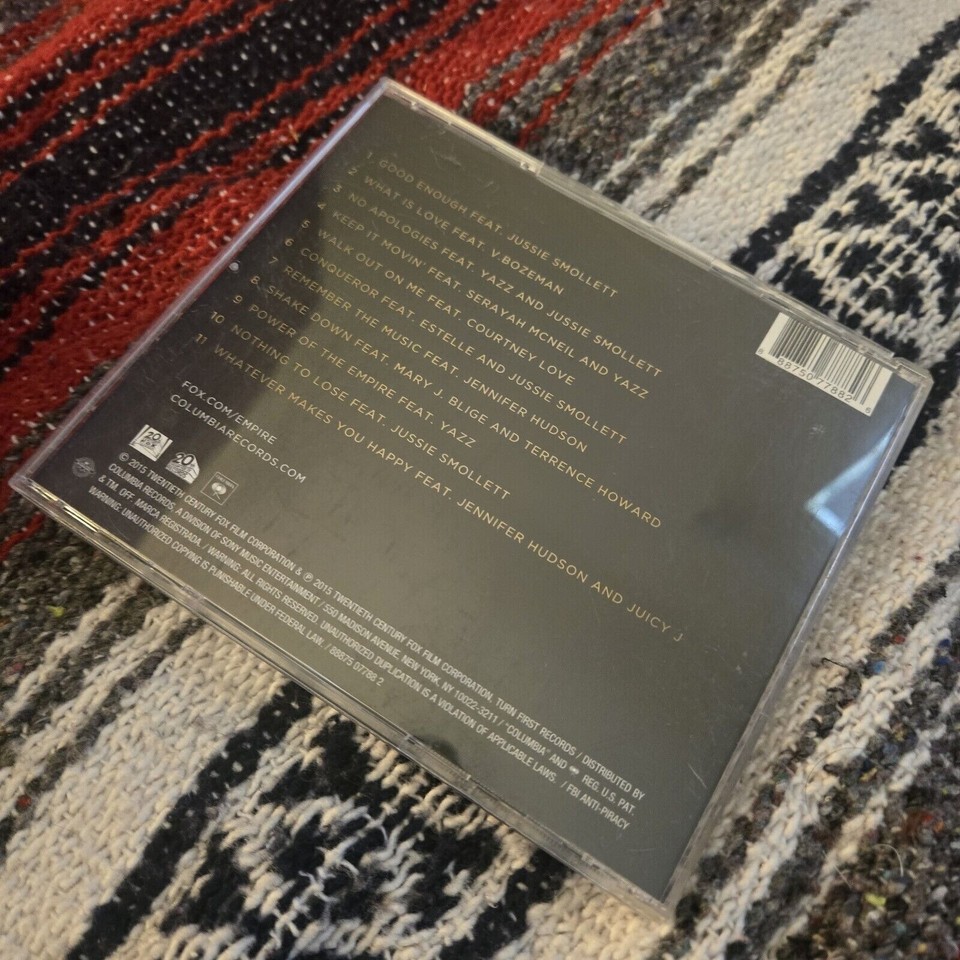 1 GOOD ENOUGH FEAT. JUSSIE SMOLLETT
2 WHAT IS LOVE FEAT. V.BOZEMAN
3 NO APOLOGIES FEAT. YAZZ AND JUSSIE SMOLLETT
4 KEEP IT MOVIN' FEAT. SERAYAH MCNEIL AND YAZZ
5 WALK OUT ON ME FEAT. COURTNEY LOVE
6 CONQUEROR FEAT. ESTELLE AND JUSSIE SMOLLETT
7 REMEMBER THE MUSIC FEAT. JENNIFER HUDSON
8 SHAKE DOWN FEAT. MARY J. BLIGE AND TERRENCE HOWARD
9 POWER OF THE EMPIRE FEAT. YAZZ
10 NOTHING TO LOSE FEAT. JUSSIE SMOLLETT
11 WHATEVER MAKES YOU HAPPY FEAT. JENNIFER HUDSON AND JUICY J
8 88750 77882 6
FOX.COM/EMPIRE
COLUMBIARECORDS.COM
© 2015 TWENTIETH CENTURY FOX FILM CORPORATION & ℗ 2015 TWENTIETH CENTURY FOX FILM CORPORATION, TURN FIRST RECORDS / DISTRIBUTED BY
COLUMBIA RECORDS, A DIVISION OF SONY MUSIC ENTERTAINMENT / 550 MADISON AVENUE, NEW YORK, NY 10022-3211 / "COLUMBIA" AND REG. U.S. PAT.
& TM. OFF. MARCA REGISTRADA. / WARNING: ALL RIGHTS RESERVED. UNAUTHORIZED DUPLICATION IS A VIOLATION OF APPLICABLE LAWS. / FBI ANTI-PIRACY
WARNING: UNAUTHORIZED COPYING IS PUNISHABLE UNDER FEDERAL LAW. / 88875 07788 2